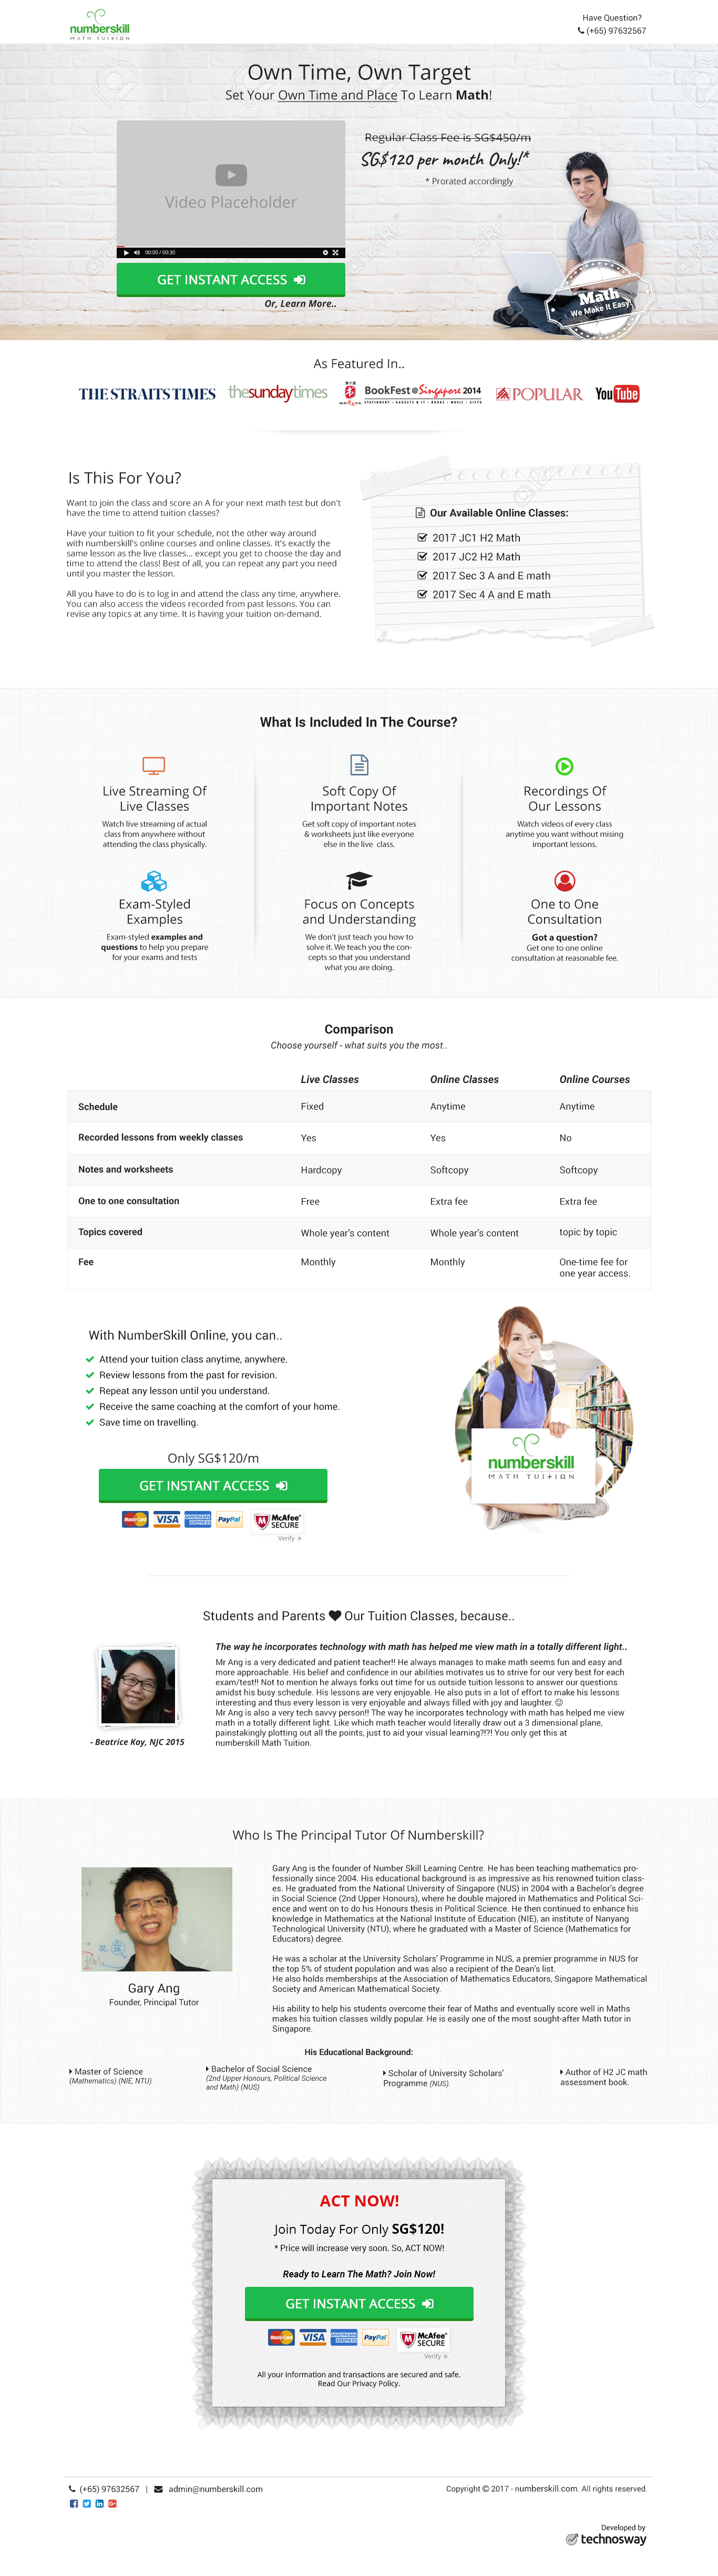 numberskill
MATH TUITION
Have Question?
(+65) 97632567
Own Time, Own Target
Set Your Own Time and Place To Learn Math!
Regular Class Fee is SG$450/m
SG$120 per month Only!*
* Prorated accordingly
Video Placeholder
00:00 / 00:30
GET INSTANT ACCESS
Or, Learn More..
Math
We Make It Easy.
As Featured In..
THE STRAITS TIMES
thesundaytimes
BookFest@Singapore 2014
STATIONERY • GADGETS & IT • BOOKS • MUSIC • GIFTS
POPULAR
YouTube
Is This For You?
Want to join the class and score an A for your next math test but don't
have the time to attend tuition classes?
Have your tuition to fit your schedule, not the other way around
with numberskill's online courses and online classes. It's exactly the
same lesson as the live classes... except you get to choose the day and
time to attend the class! Best of all, you can repeat any part you need
until you master the lesson.
All you have to do is to log in and attend the class any time, anywhere.
You can also access the videos recorded from past lessons. You can
revise any topics at any time. It is having your tuition on-demand.
Our Available Online Classes:
2017 JC1 H2 Math
2017 JC2 H2 Math
2017 Sec 3 A and E math
2017 Sec 4 A and E math
What Is Included In The Course?
Live Streaming Of
Live Classes
Watch live streaming of actual
class from anywhere without
attending the class physically.
Soft Copy Of
Important Notes
Get soft copy of important notes
& worksheets just like everyone
else in the live class.
Recordings Of
Our Lessons
Watch videos of every class
anytime you want without mising
important lessons.
Exam-Styled
Examples
Exam-styled examples and
questions to help you prepare
for your exams and tests
Focus on Concepts
and Understanding
We don't just teach you how to
solve it. We teach you the con-
cepts so that you understand
what you are doing.
One to One
Consultation
Got a question?
Get one to one online
consultation at reasonable fee.
Comparison
Choose yourself - what suits you the most..
Live Classes Online Classes Online Courses
Schedule Fixed Anytime Anytime
Recorded lessons from weekly classes Yes Yes No
Notes and worksheets Hardcopy Softcopy Softcopy
One to one consultation Free Extra fee Extra fee
Topics covered Whole year's content Whole year's content topic by topic
Fee Monthly Monthly One-time fee for
one year access.
With NumberSkill Online, you can..
Attend your tuition class anytime, anywhere.
Review lessons from the past for revision.
Repeat any lesson until you understand.
Receive the same coaching at the comfort of your home.
Save time on travelling.
Only SG$120/m
GET INSTANT ACCESS
MasterCard VISA AMERICAN EXPRESS PayPal McAfee SECURE
Verify »
numberskill
MATH TUITION
Students and Parents Our Tuition Classes, because..
The way he incorporates technology with math has helped me view math in a totally different light..
Mr Ang is a very dedicated and patient teacher!! He always manages to make math seems fun and easy and
more approachable. His belief and confidence in our abilities motivates us to strive for our very best for each
exam/test!! Not to mention he always forks out time for us outside tuition lessons to answer our questions
amidst his busy schedule. His lessons are very enjoyable. He also puts in a lot of effort to make his lessons
interesting and thus every lesson is very enjoyable and always filled with joy and laughter. ☺
Mr Ang is also a very tech savvy person!! The way he incorporates technology with math has helped me view
math in a totally different light. Like which math teacher would literally draw out a 3 dimensional plane,
painstakingly plotting out all the points, just to aid your visual learning?!?! You only get this at
numberskill Math Tuition.
- Beatrice Kay, NJC 2015
Who Is The Principal Tutor Of Numberskill?
Gary Ang is the founder of Number Skill Learning Centre. He has been teaching mathematics pro-
fessionally since 2004. His educational background is as impressive as his renowned tuition class-
es. He graduated from the National University of Singapore (NUS) in 2004 with a Bachelor's degree
in Social Science (2nd Upper Honours), where he double majored in Mathematics and Political Sci-
ence and went on to do his Honours thesis in Political Science. He then continued to enhance his
knowledge in Mathematics at the National Institute of Education (NIE), an institute of Nanyang
Technological University (NTU), where he graduated with a Master of Science (Mathematics for
Educators) degree.
He was a scholar at the University Scholars' Programme in NUS, a premier programme in NUS for
the top 5% of student population and was also a recipient of the Dean's list.
He also holds memberships at the Association of Mathematics Educators, Singapore Mathematical
Society and American Mathematical Society.
His ability to help his students overcome their fear of Maths and eventually score well in Maths
makes his tuition classes wildly popular. He is easily one of the most sought-after Math tutor in
Singapore.
Gary Ang
Founder, Principal Tutor
His Educational Background:
Master of Science
(Mathematics) (NIE, NTU)
Bachelor of Social Science
(2nd Upper Honours, Political Science
and Math) (NUS)
Scholar of University Scholars'
Programme (NUS).
Author of H2 JC math
assessment book.
ACT NOW!
Join Today For Only SG$120!
* Price will increase very soon. So, ACT NOW!
Ready to Learn The Math? Join Now!
GET INSTANT ACCESS
MasterCard VISA AMERICAN EXPRESS PayPal McAfee SECURE
Verify »
All your information and transactions are secured and safe.
Read Our Privacy Policy.
(+65) 97632567 | admin@numberskill.com
Copyright © 2017 - numberskill.com. All rights reserved.
Developed by
technosway